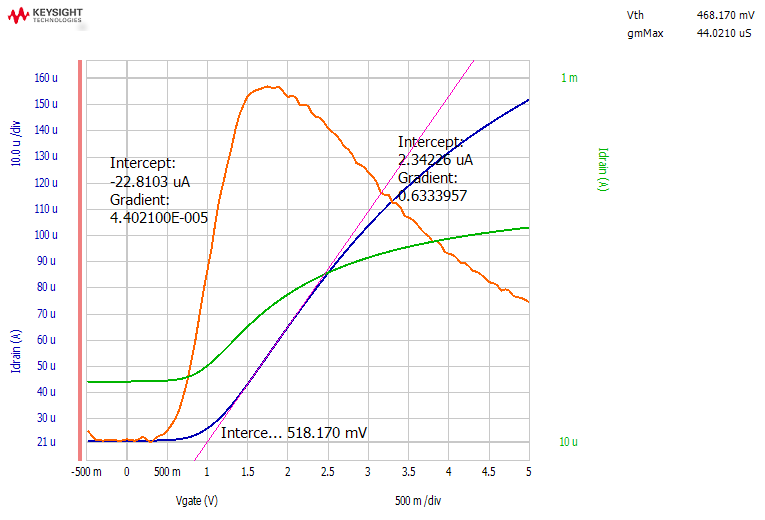 KEYSIGHT
TECHNOLOGIES
Vth 468.170 mV
gmMax 44.0210 uS
160 u
150 u
140 u
130 u
120 u
110 u
100 u
90 u
80 u
70 u
60 u
50 u
40 u
30 u
21 u
10.0 u /div
Idrain (A)
Intercept:
-22.8103 uA
Gradient:
4.402100E-005
Intercept:
2.34226 uA
Gradient:
0.6333957
Interce... 518.170 mV
1 m
Idrain (A)
10 u
-500 m 0 500 m 1 1.5 2 2.5 3 3.5 4 4.5 5
Vgate (V) 500 m /div